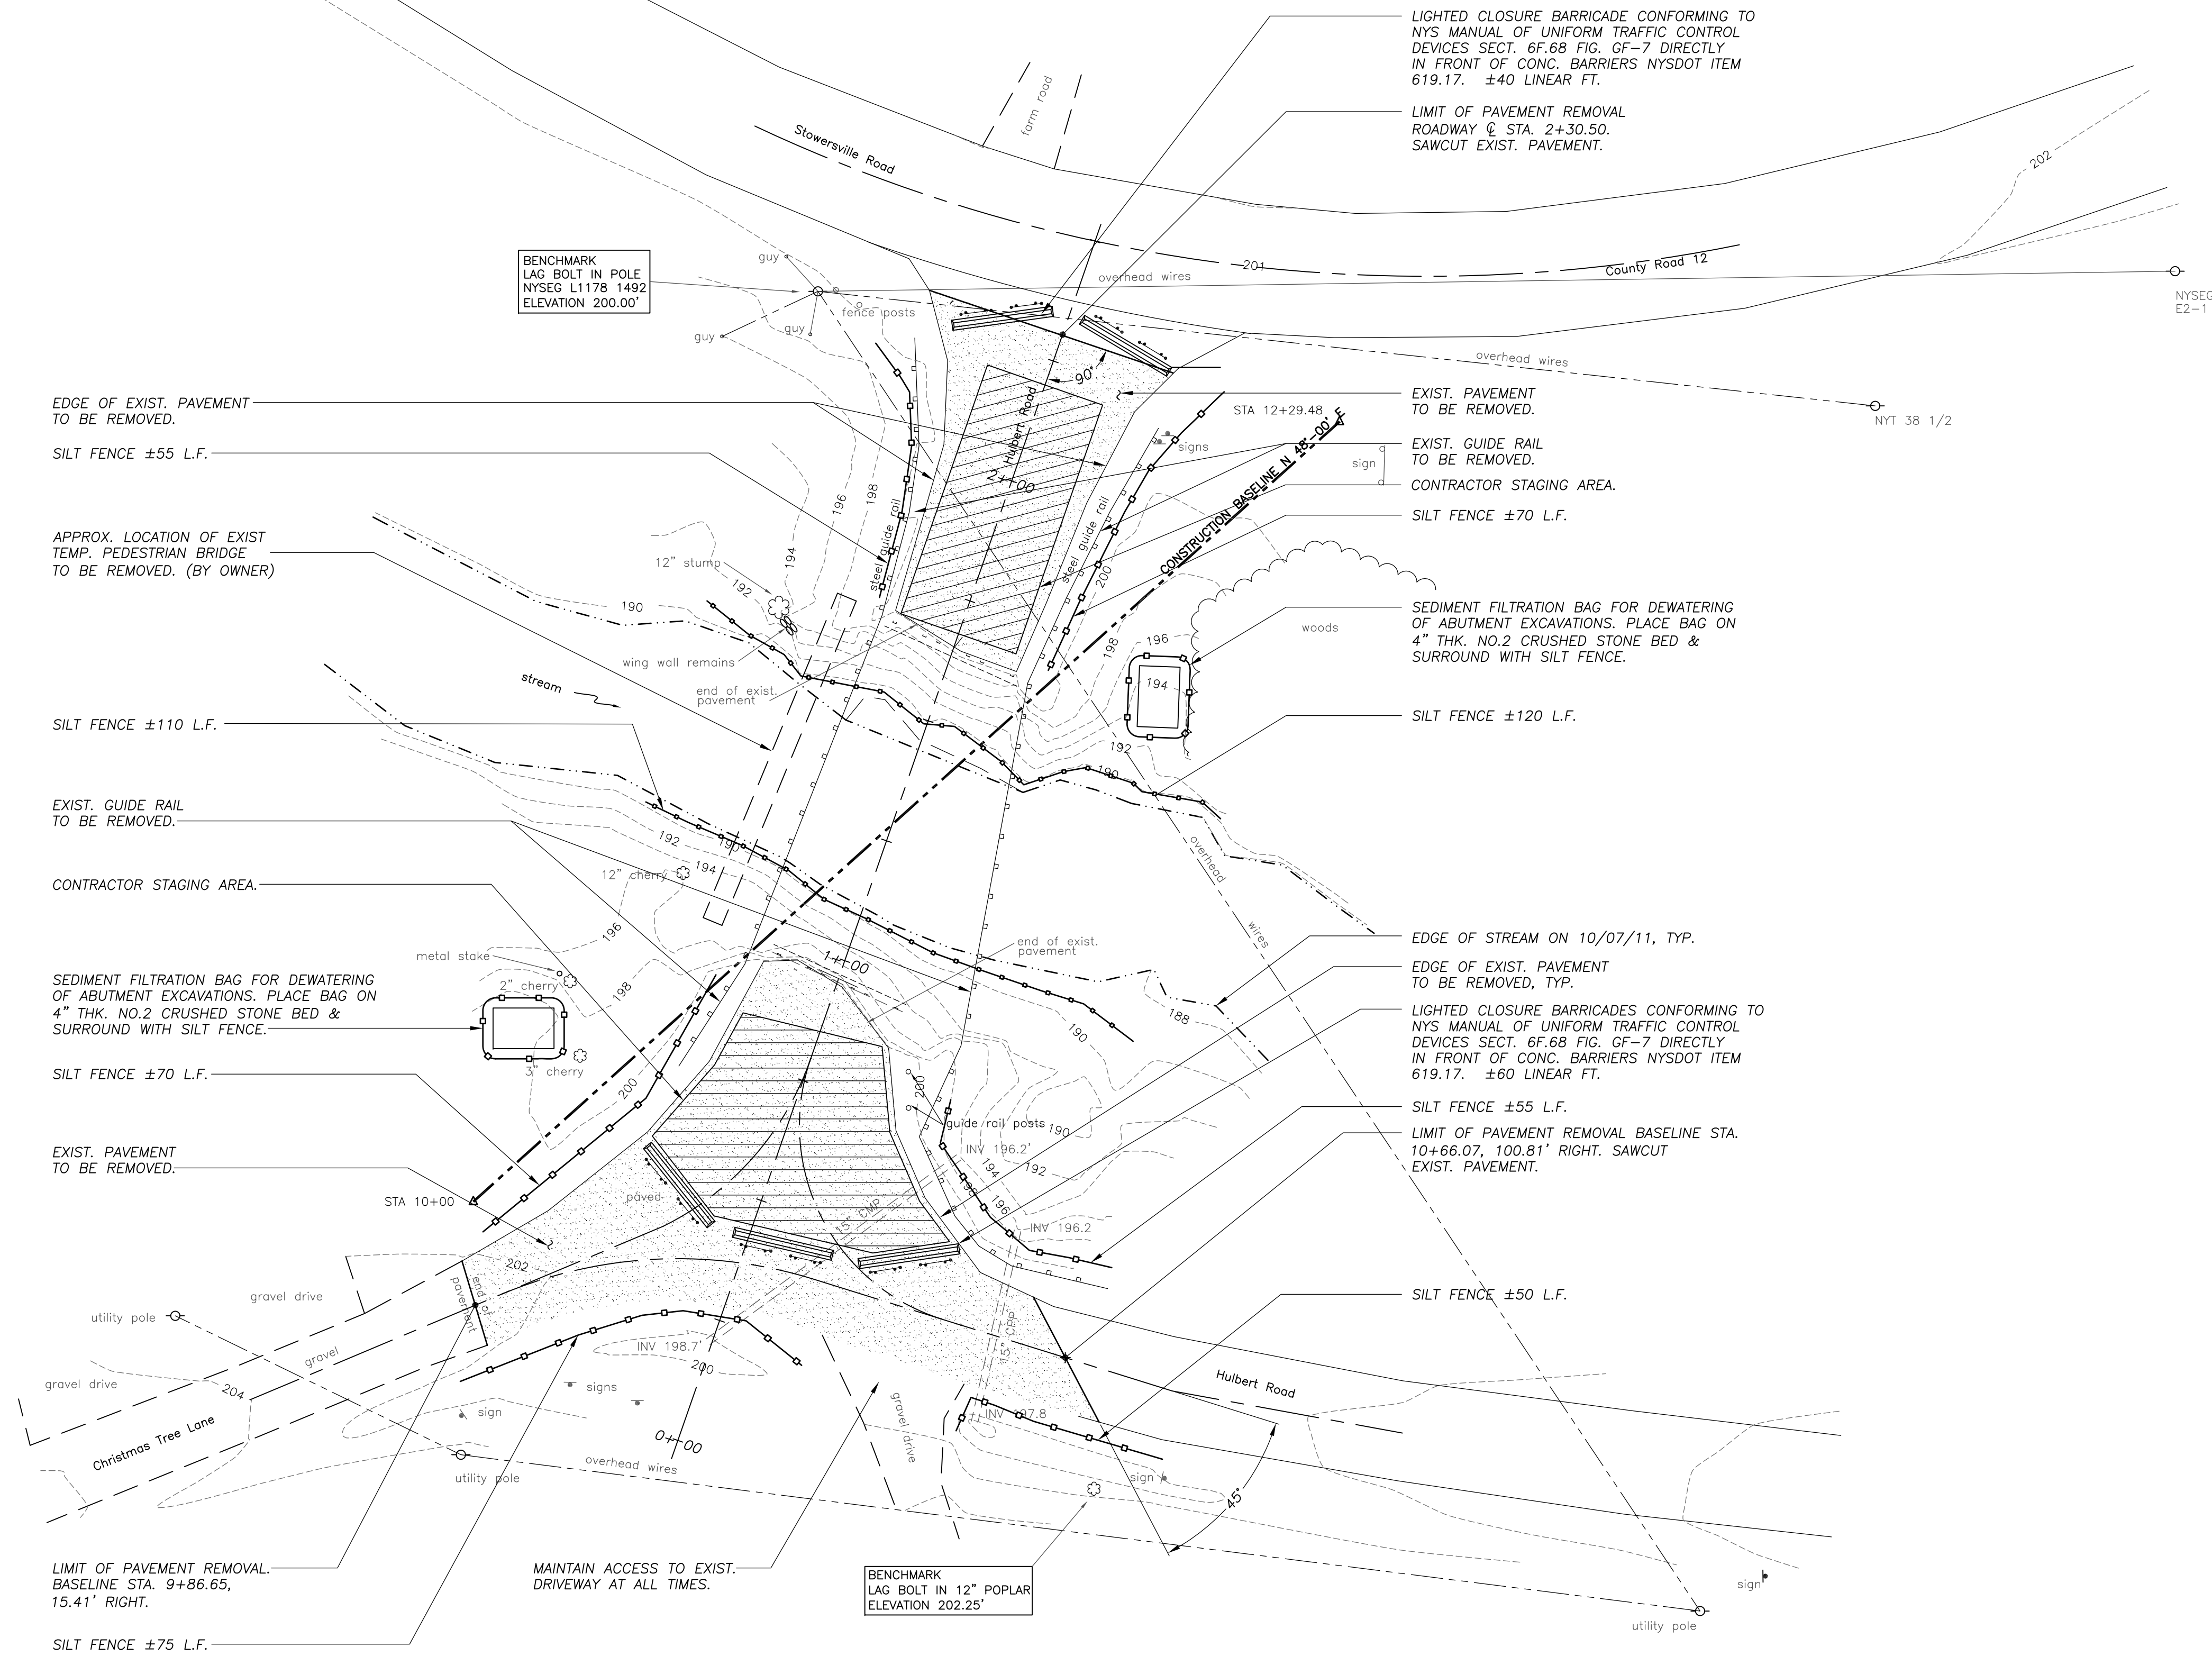 LIGHTED CLOSURE BARRICADE CONFORMING TO
NYS MANUAL OF UNIFORM TRAFFIC CONTROL
DEVICES SECT. 6F.68 FIG. GF-7 DIRECTLY
IN FRONT OF CONC. BARRIERS NYSDOT ITEM
619.17. ±40 LINEAR FT.
LIMIT OF PAVEMENT REMOVAL
ROADWAY ℄ STA. 2+30.50.
SAWCUT EXIST. PAVEMENT.
farm road
Stowersville Road
202
201
County Road 12
overhead wires
BENCHMARK
LAG BOLT IN POLE
NYSEG L1178 1492
ELEVATION 200.00'
guy
guy
guy
fence posts
NYSEG
E2-1
overhead wires
NYT 38 1/2
90°
EDGE OF EXIST. PAVEMENT
TO BE REMOVED.
SILT FENCE ±55 L.F.
APPROX. LOCATION OF EXIST
TEMP. PEDESTRIAN BRIDGE
TO BE REMOVED. (BY OWNER)
EXIST. PAVEMENT
TO BE REMOVED.
STA 12+29.48
EXIST. GUIDE RAIL
TO BE REMOVED.
signs
sign
CONTRACTOR STAGING AREA.
SILT FENCE ±70 L.F.
Hulbert Road
2+00
CONSTRUCTION BASELINE N 48°-00' E
steel guide rail
steel guide rail
196
198
194
192
190
12" stump
200
198
196
194
woods
SEDIMENT FILTRATION BAG FOR DEWATERING
OF ABUTMENT EXCAVATIONS. PLACE BAG ON
4" THK. NO.2 CRUSHED STONE BED &
SURROUND WITH SILT FENCE.
wing wall remains
end of exist.
pavement
stream
SILT FENCE ±110 L.F.
SILT FENCE ±120 L.F.
192
190
EXIST. GUIDE RAIL
TO BE REMOVED.
192
190
194
12" cherry
196
overhead
wires
CONTRACTOR STAGING AREA.
metal stake
2" cherry
198
3" cherry
200
1+00
end of exist.
pavement
EDGE OF STREAM ON 10/07/11, TYP.
EDGE OF EXIST. PAVEMENT
TO BE REMOVED, TYP.
SEDIMENT FILTRATION BAG FOR DEWATERING
OF ABUTMENT EXCAVATIONS. PLACE BAG ON
4" THK. NO.2 CRUSHED STONE BED &
SURROUND WITH SILT FENCE.
188
190
LIGHTED CLOSURE BARRICADES CONFORMING TO
NYS MANUAL OF UNIFORM TRAFFIC CONTROL
DEVICES SECT. 6F.68 FIG. GF-7 DIRECTLY
IN FRONT OF CONC. BARRIERS NYSDOT ITEM
619.17. ±60 LINEAR FT.
SILT FENCE ±70 L.F.
200
guide rail posts
190
INV 196.2'
194
192
198
196
INV 196.2
SILT FENCE ±55 L.F.
LIMIT OF PAVEMENT REMOVAL BASELINE STA.
10+66.07, 100.81' RIGHT. SAWCUT
EXIST. PAVEMENT.
EXIST. PAVEMENT
TO BE REMOVED.
STA 10+00
paved
15" CMP
202
end of
pavement
gravel drive
utility pole
gravel
gravel drive
204
Christmas Tree Lane
INV 198.7'
200
signs
sign
0+00
utility pole
overhead wires
gravel drive
15" CPP
INV 197.8
SILT FENCE ±50 L.F.
Hulbert Road
sign
45°
LIMIT OF PAVEMENT REMOVAL.
BASELINE STA. 9+86.65,
15.41' RIGHT.
SILT FENCE ±75 L.F.
MAINTAIN ACCESS TO EXIST.
DRIVEWAY AT ALL TIMES.
BENCHMARK
LAG BOLT IN 12" POPLAR
ELEVATION 202.25'
sign
utility pole